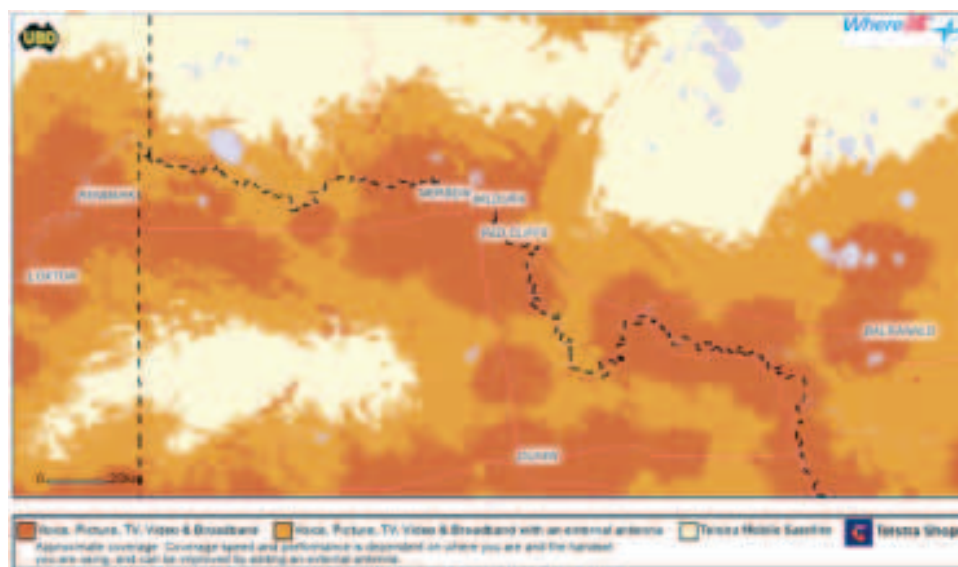 UBD
Whereis
RENMARK
MERBEIN
MILDURA
RED CLIFFS
LOXTON
BALRANALD
OUYEN
0 20km
Voice, Picture, TV, Video & Broadband
Voice, Picture, TV, Video & Broadband with an external antenna
Telstra Mobile Satellite
Telstra Shop
Approximate coverage. Coverage speed and performance is dependent on where you are and the handset
you are using, and can be improved by adding an external antenna.